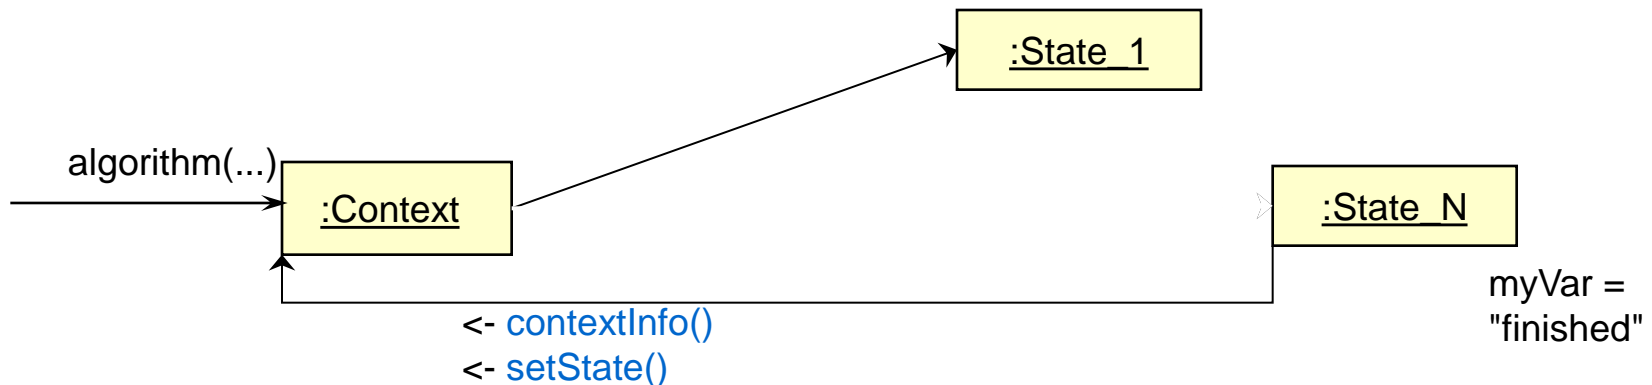 :State_1
algorithm(...)
:Context
:State_N
myVar =
"finished"
<- contextInfo()
<- setState()